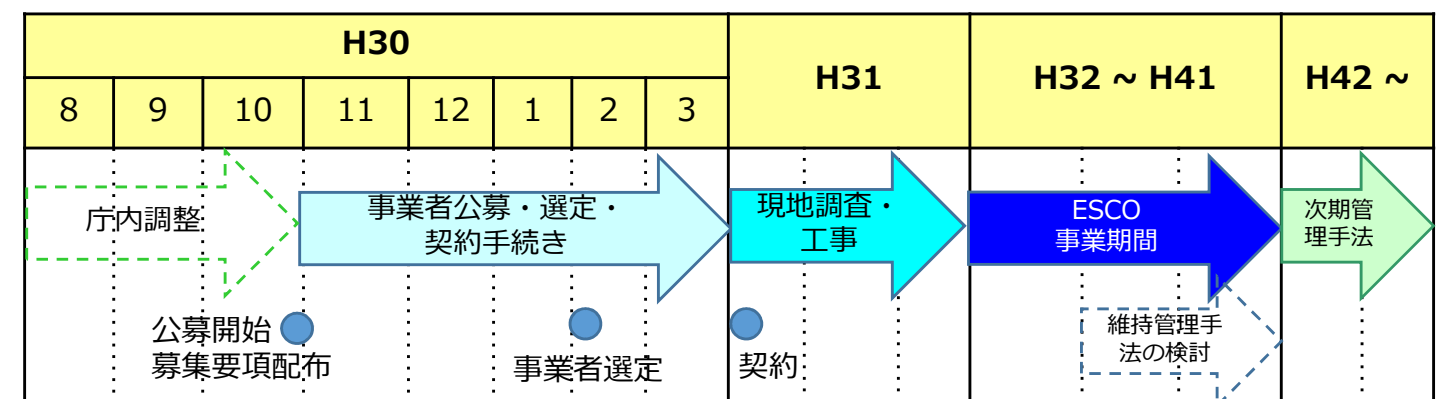 H30
H31
H32 ~ H41
H42 ~
8 9 10 11 12 1 2 3
庁内調整
事業者公募・選定・
契約手続き
現地調査・
工事
ESCO
事業期間
次期管
理手法
公募開始
募集要項配布
事業者選定
契約
維持管理手
法の検討